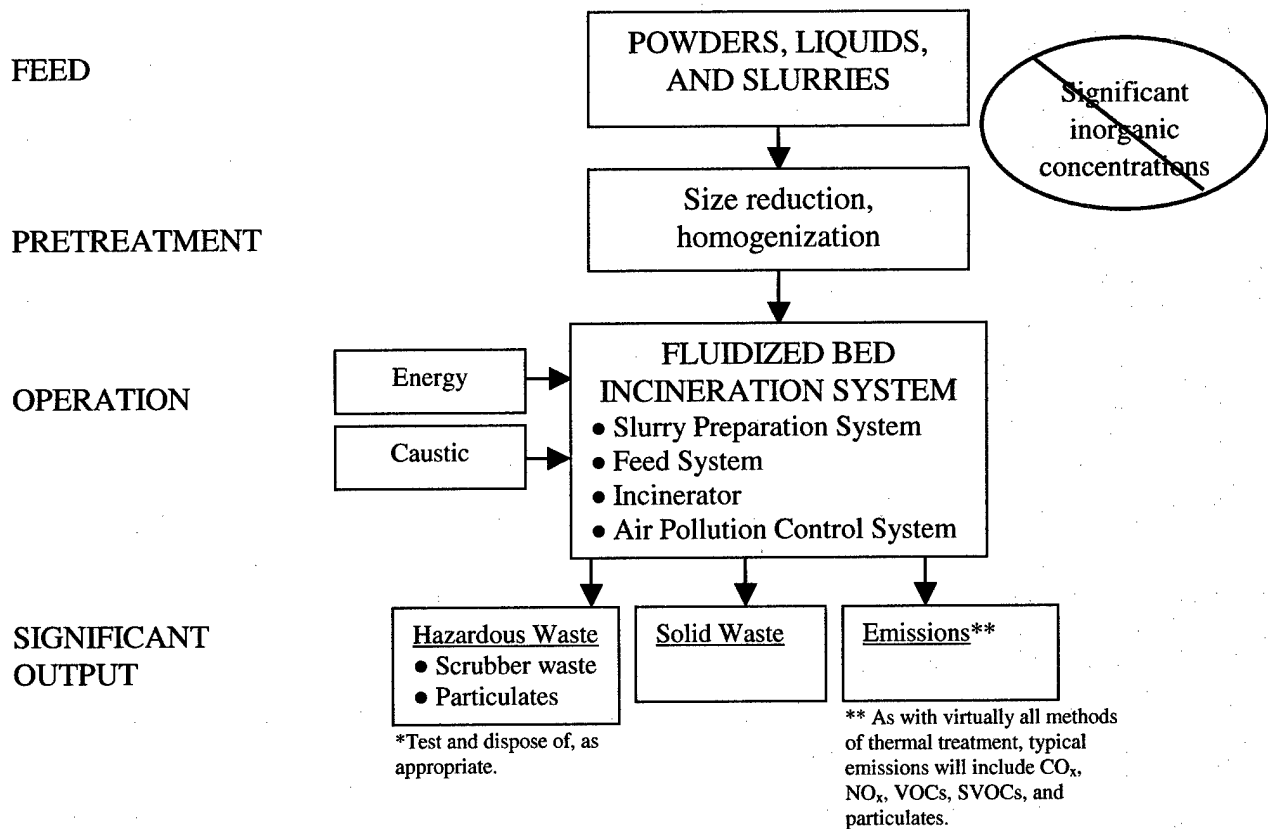 FEED
POWDERS, LIQUIDS,
AND SLURRIES
Significant
inorganic
concentrations
PRETREATMENT
Size reduction,
homogenization
OPERATION
Energy
Caustic
FLUIDIZED BED
INCINERATION SYSTEM
● Slurry Preparation System
● Feed System
● Incinerator
● Air Pollution Control System
SIGNIFICANT
OUTPUT
Hazardous Waste
● Scrubber waste
● Particulates
*Test and dispose of, as
appropriate.
Solid Waste
Emissions**
** As with virtually all methods
of thermal treatment, typical
emissions will include COₓ,
NOₓ, VOCs, SVOCs, and
particulates.